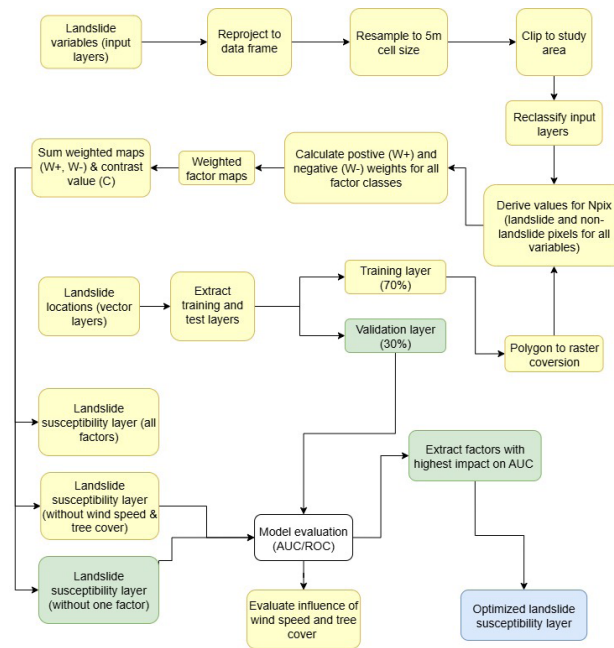 Landslide
variables (input
layers)
Reproject to
data frame
Resample to 5m
cell size
Clip to study
area
Reclassify input
layers
Sum weighted maps
(W+, W-) & contrast
value (C)
Weighted
factor maps
Calculate postive (W+) and
negative (W-) weights for all
factor classes
Derive values for Npix
(landslide and non-
landslide pixels for all
variables)
Landslide
locations (vector
layers)
Extract
training and
test layers
Training layer
(70%)
Validation layer
(30%)
Polygon to raster
coversion
Landslide
susceptibility layer (all
factors)
Landslide
susceptibility layer
(without wind speed &
tree cover)
Landslide
susceptibility layer
(without one factor)
Model evaluation
(AUC/ROC)
Extract factors with
highest impact on AUC
Evaluate influence of
wind speed and tree
cover
Optimized landslide
susceptibility layer